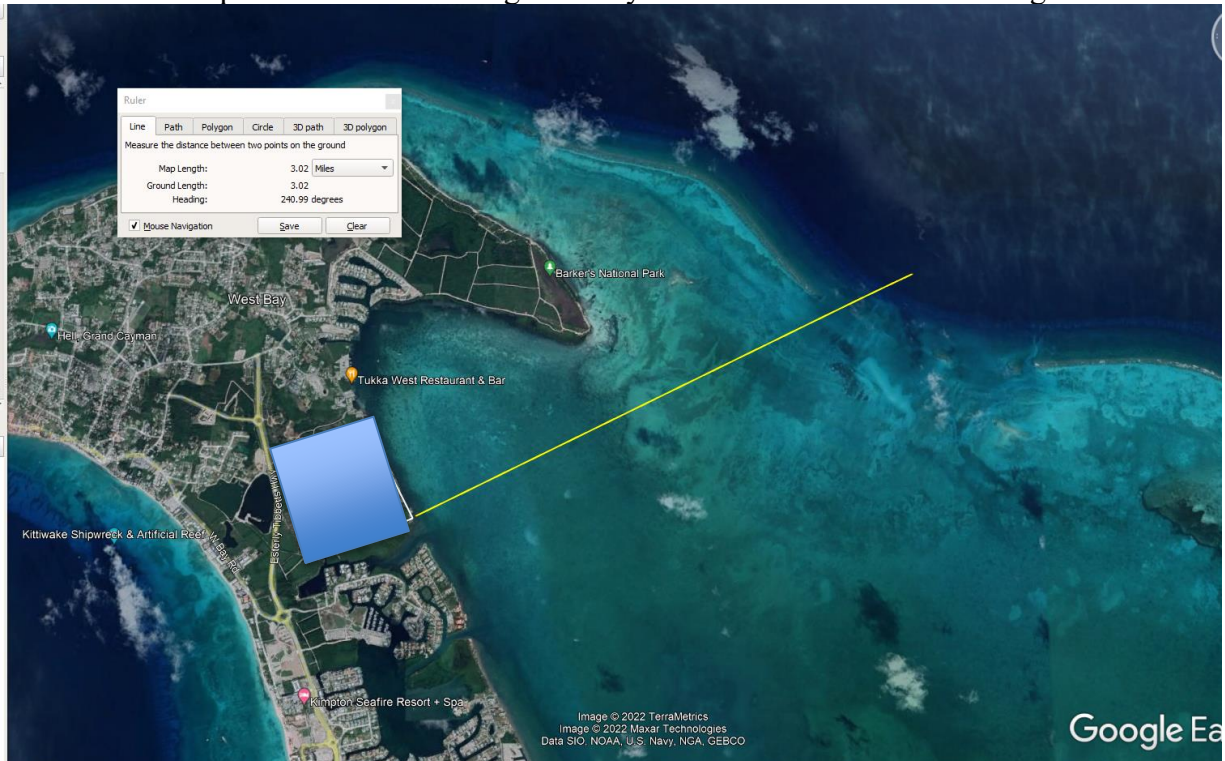 Ruler
Line Path Polygon Circle 3D path 3D polygon
Measure the distance between two points on the ground
Map Length: 3.02 Miles
Ground Length: 3.02
Heading: 240.99 degrees
Mouse Navigation Save Clear
Barker's National Park
West Bay
Hell, Grand Cayman
Tukka West Restaurant & Bar
Esterly Tibbetts
Kittiwake Shipwreck & Artificial Reef
W Bay Rd
Kimpton Seafire Resort + Spa
Image © 2022 TerraMetrics
Image © 2022 Maxar Technologies
Data SIO, NOAA, U.S. Navy, NGA, GEBCO
Google Ea